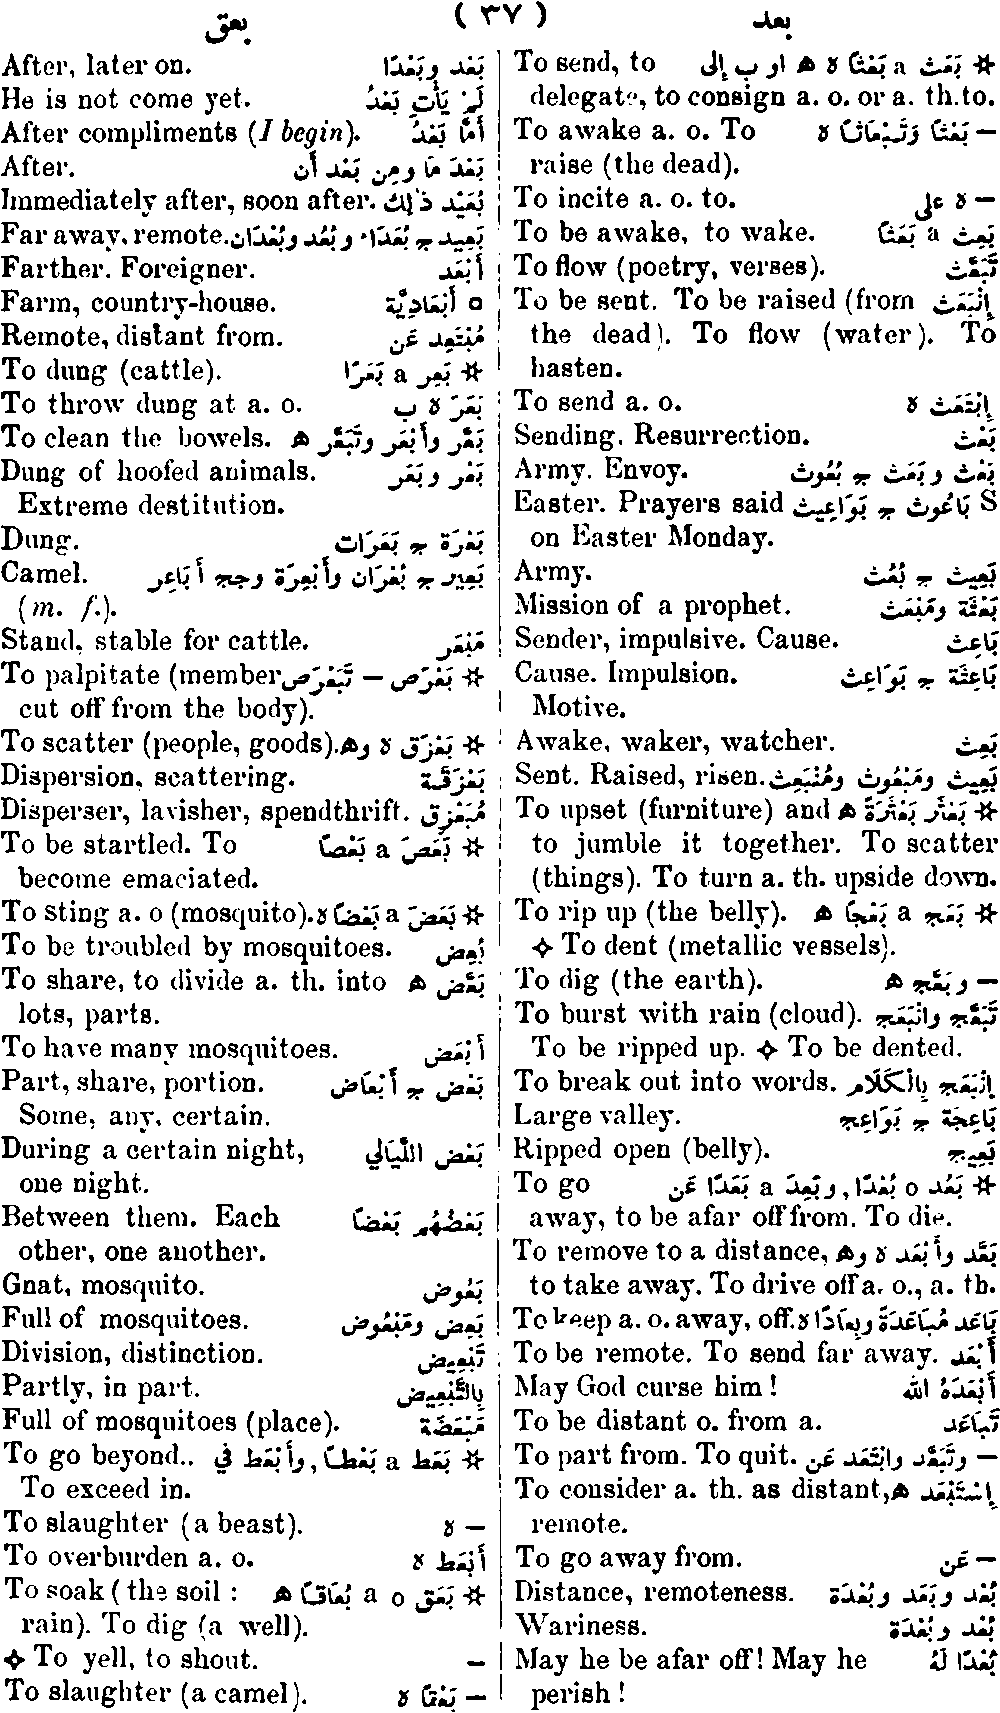 بعق ( ٣٧ ) بعد
To send, to ✲ بَعَث a بَعْثًا ه ه او ب إلى
delegate, to consign a. o. or a. th. to.
To awake a. o. To — بَعْثًا وَتَبْعَاثًا ه
raise (the dead).
To incite a. o. to. — ه على
To be awake, to wake. بَعِث a بَعَثًا
To flow (poetry, verses). تَبَعَّث
To be sent. To be raised (from إِنْبَعَث
the dead). To flow (water). To
hasten.
To send a. o. إِبْتَعَث ه
Sending. Resurrection. بَعْث
Army. Envoy. بَعْث وبَعَث ج بُعُوث
Easter. Prayers said S بَاعُوث ج بَوَاعِيث
on Easter Monday.
Army. بَعِيث ج بُعُث
Mission of a prophet. بَعْثَة ومَبْعَث
Sender, impulsive. Cause. بَاعِث
Cause. Impulsion. بَاعِثَة ج بَوَاعِث
Motive.
Awake, waker, watcher. بَعِث
Sent. Raised, risen. بَعِيث ومَبْعُوث ومُنْبَعِث
To upset (furniture) and ✲ بَعْثَر بَعْثَرَةً ه
to jumble it together. To scatter
(things). To turn a. th. upside down.
To rip up (the belly). ✲ بَعَج a بَعْجًا ه
✧ To dent (metallic vessels).
To dig (the earth). — وبَعَّج ه
To burst with rain (cloud). تَبَعَّج وانْبَعَج
To be ripped up. ✧ To be dented.
To break out into words. إِنْبَعَج بِالْكَلَام
Large valley. بَاعِجَة ج بَوَاعِج
Ripped open (belly). بَعِيج
To go ✲ بَعُد o بُعْدًا, وبَعِدَ a بَعَدًا عَن
away, to be afar off from. To die.
To remove to a distance, بَعَّد وأَبْعَد ه وه
to take away. To drive off a. o., a. th.
To keep a. o. away, off. بَاعَد مُبَاعَدَةً وبِعَادًا ه
To be remote. To send far away. أَبْعَد
May God curse him ! أَبْعَدَهُ الله
To be distant o. from a. تَبَاعَد
To part from. To quit. — وتَبَعَّد وابْتَعَد عَن
To consider a. th. as distant, إِسْتَبْعَد ه
remote.
To go away from. — عَن
Distance, remoteness. بُعْد وبَعَد وبُعْدَة
Wariness. بُعْد وبُعْدَة
May he be afar off! May he بُعْدًا لَهُ
perish !
After, later on. بَعْد وبَعْدًا
He is not come yet. لَمْ يَأْتِ بَعْدُ
After compliments (I begin). أَمَّا بَعْدُ
After. بَعْدَ مَا ومِن بَعْد أَن
Immediately after, soon after. بُعَيْد ذٰلِكَ
Far away, remote. بَعِيد ج بُعَدَاء وبُعُد وبُعْدَان
Farther. Foreigner. أَبْعَد
Farm, country-house. ▫ أَبْعَادِيَّة
Remote, distant from. مُبْتَعِد عَن
To dung (cattle). ✲ بَعِر a بَعَرًا
To throw dung at a. o. بَعَرَ ه ب
To clean the bowels. بَعَّر وأَبْعَر وتَبَعَّر ه
Dung of hoofed animals. بَعْر وبَعَر
Extreme destitution.
Dung. بَعْرَة ج بَعَرَات
Camel. بَعِير ج بُعْرَان وأَبْعِرَة وجج أَبَاعِر
(m. f.).
Stand, stable for cattle. مَبْعَر
To palpitate (member ✲ بَعْرَص — تَبَعْرَص
cut off from the body).
To scatter (people, goods). ✲ بَعْزَق ه وه
Dispersion, scattering. بَعْزَقَة
Disperser, lavisher, spendthrift. مُبَعْزِق
To be startled. To ✲ بَعَصَ a بَعْصًا
become emaciated.
To sting a. o (mosquito). ✲ بَعَضَ a بَعْضًا ه
To be troubled by mosquitoes. بُعِض
To share, to divide a. th. into بَعَّض ه
lots, parts.
To have many mosquitoes. أَبْعَض
Part, share, portion. بَعْض ج أَبْعَاض
Some, any, certain.
During a certain night, بَعْض اللَّيَالِي
one night.
Between them. Each بَعْضُهُم بَعْضًا
other, one another.
Gnat, mosquito. بَعُوض
Full of mosquitoes. بَعِض ومَبْعُوض
Division, distinction. تَبْعِيض
Partly, in part. بِالتَّبْعِيض
Full of mosquitoes (place). مَبْعَضَة
To go beyond.. ✲ بَعَط a بَعْطًا, وأَبْعَط في
To exceed in.
To slaughter (a beast). — ه
To overburden a. o. أَبْعَط ه
To soak ( the soil : ✲ بَعَق a o بُعَاقًا ه
rain). To dig (a well).
✧ To yell, to shout. —
To slaughter (a camel). — بَعْقًا ه